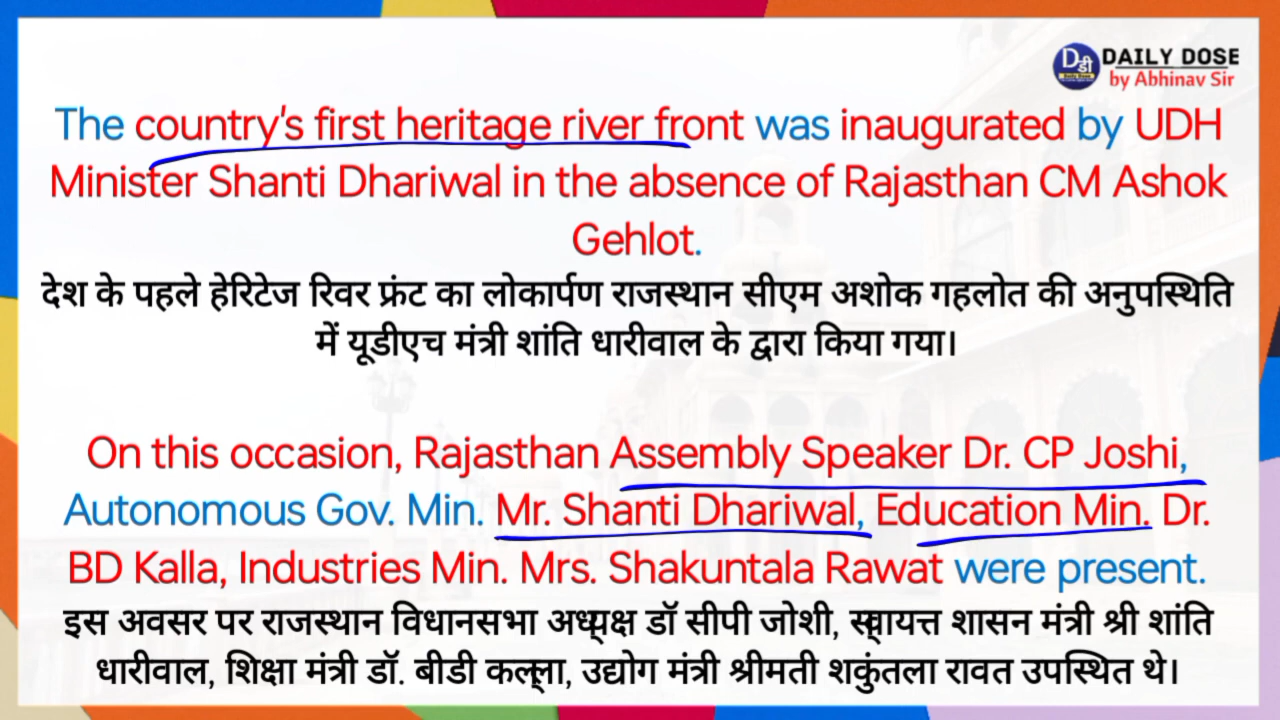 DAILY DOSE
by Abhinav Sir
The country's first heritage river front was inaugurated by UDH
Minister Shanti Dhariwal in the absence of Rajasthan CM Ashok
Gehlot.
देश के पहले हेरिटेज रिवर फ्रंट का लोकार्पण राजस्थान सीएम अशोक गहलोत की अनुपस्थिति
में यूडीएच मंत्री शांति धारीवाल के द्वारा किया गया।
On this occasion, Rajasthan Assembly Speaker Dr. CP Joshi,
Autonomous Gov. Min. Mr. Shanti Dhariwal, Education Min. Dr.
BD Kalla, Industries Min. Mrs. Shakuntala Rawat were present.
इस अवसर पर राजस्थान विधानसभा अध्यक्ष डॉ सीपी जोशी, स्वायत्त शासन मंत्री श्री शांति
धारीवाल, शिक्षा मंत्री डॉ. बीडी कल्ला, उद्योग मंत्री श्रीमती शकुंतला रावत उपस्थित थे।